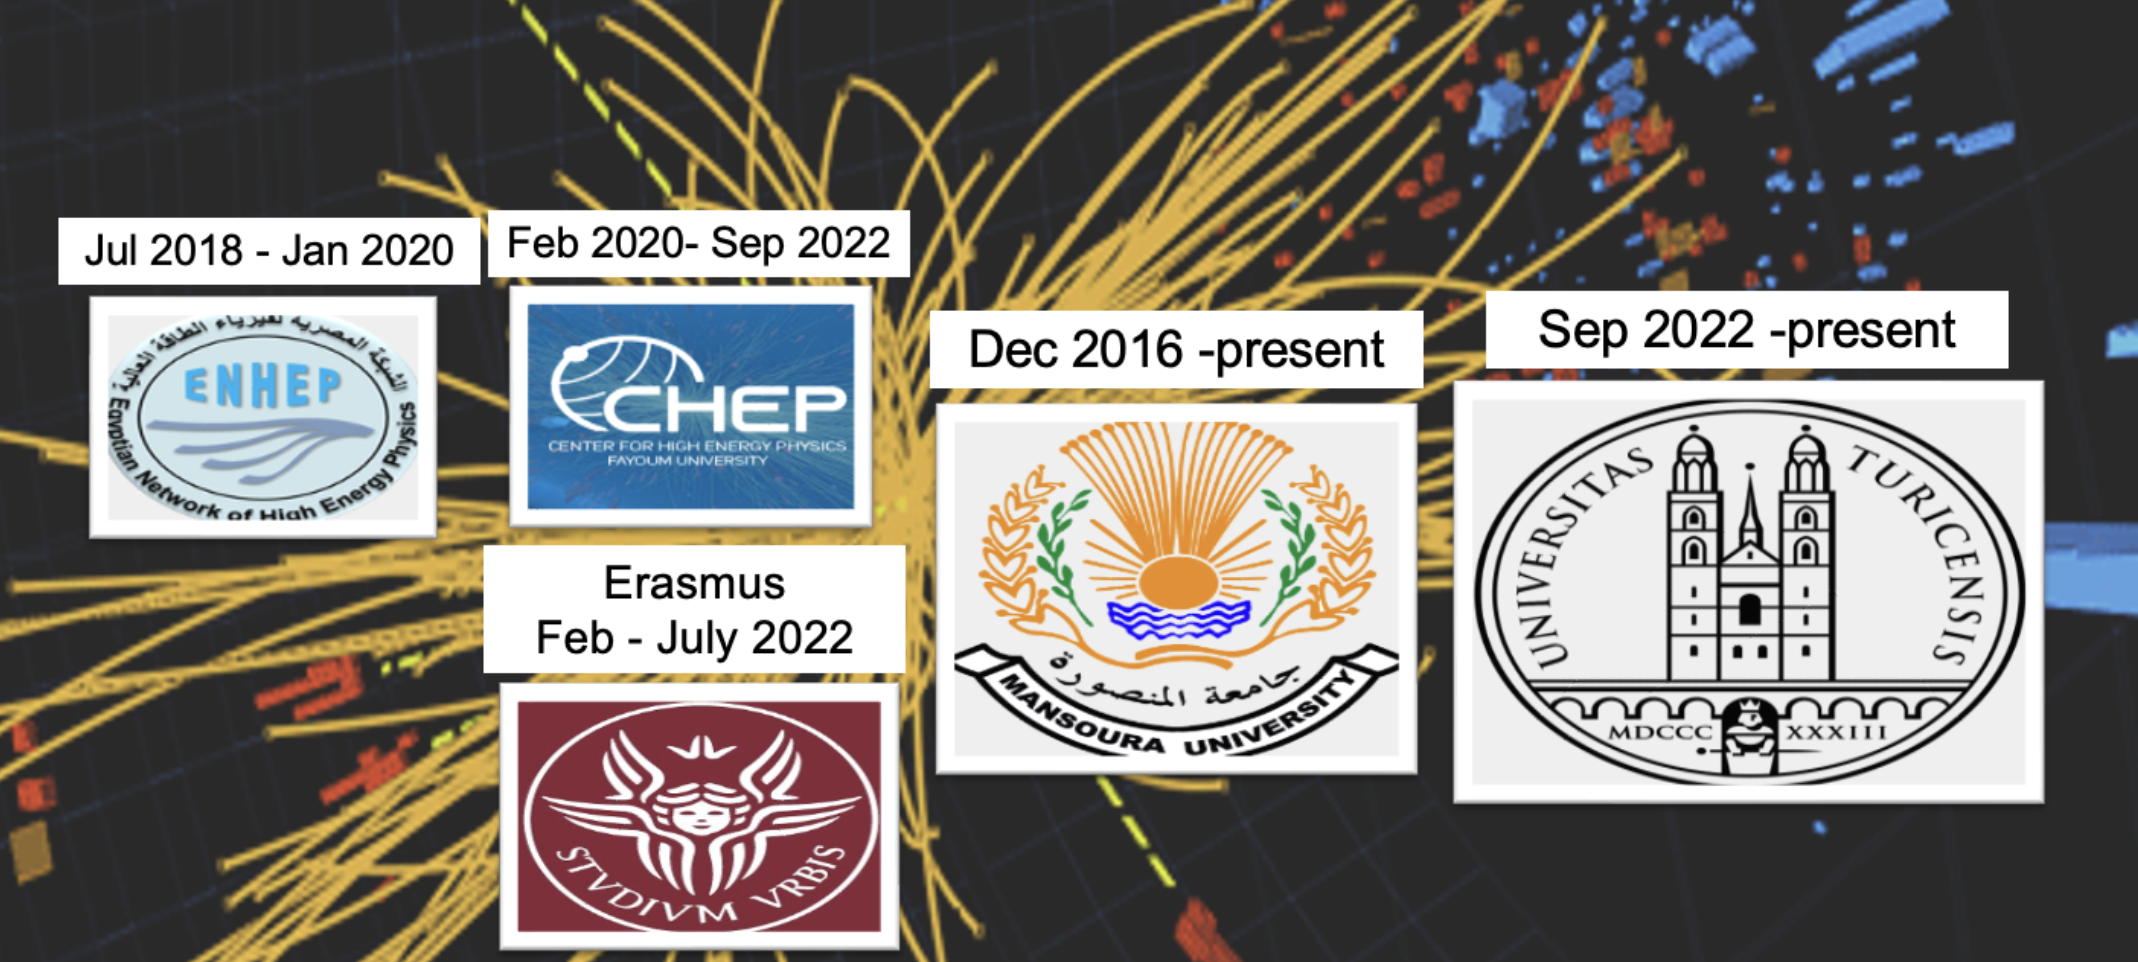 Jul 2018 - Jan 2020
الشبكة المصرية لفيزياء الطاقة العالية
ENHEP
Egyptian Network of High Energy Physics
Feb 2020- Sep 2022
CHEP
CENTER FOR HIGH ENERGY PHYSICS
FAYOUM UNIVERSITY
Erasmus
Feb - July 2022
STVDIVM VRBIS
Dec 2016 -present
جامعة المنصورة
MANSOURA UNIVERSITY
Sep 2022 -present
UNIVERSITAS TURICENSIS
MDCCC XXXIII